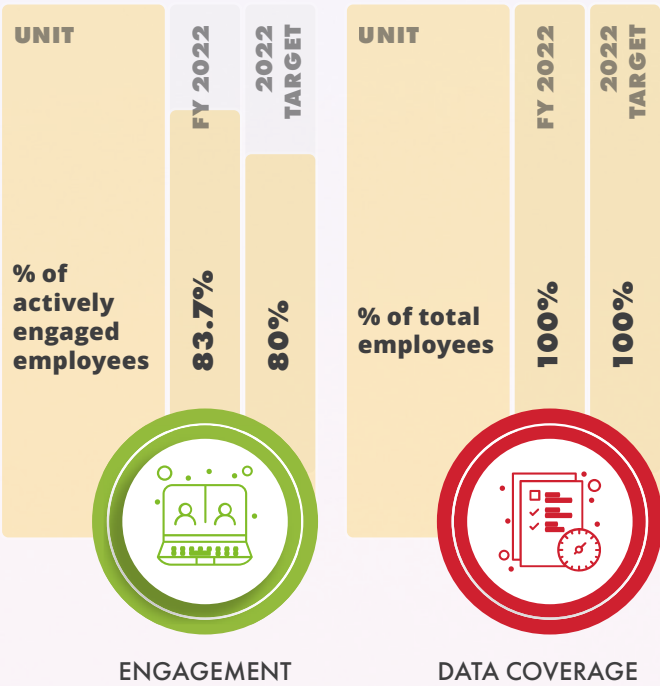 UNIT
FY 2022
2022
TARGET
% of
actively
engaged
employees
83.7%
80%
ENGAGEMENT
UNIT
FY 2022
2022
TARGET
% of total
employees
100%
100%
DATA COVERAGE